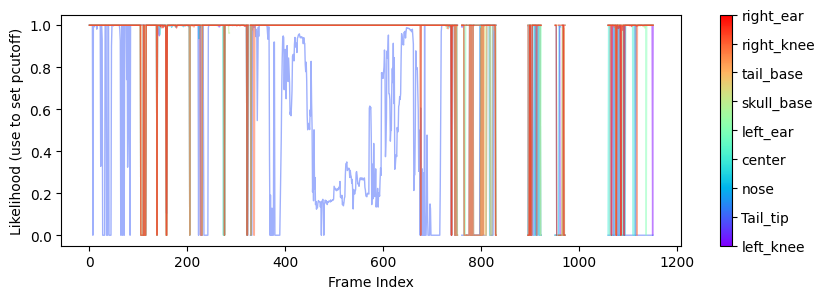 Likelihood (use to set pcutoff)
1.0
0.8
0.6
0.4
0.2
0.0
0
200
400
600
800
1000
1200
Frame Index
right_ear
right_knee
tail_base
skull_base
left_ear
center
nose
Tail_tip
left_knee